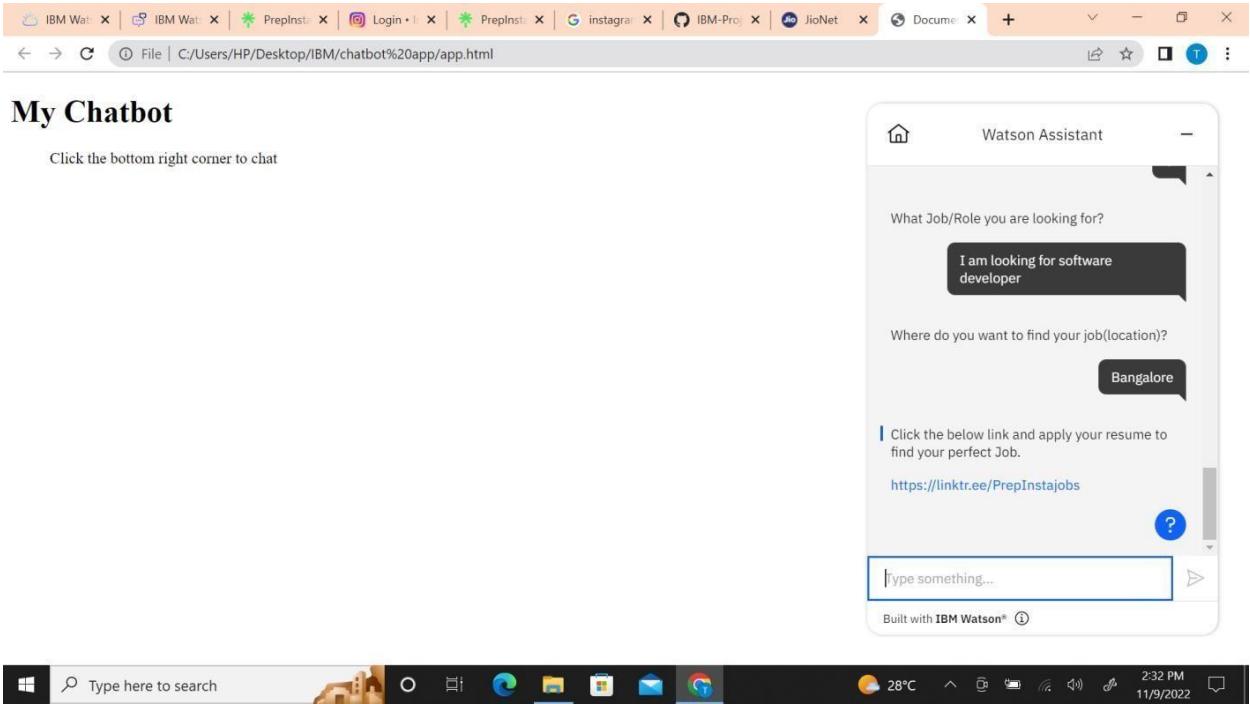 IBM Wat
IBM Wat
PrepInsta
Login • I
PrepInsta
instagra
IBM-Pro
JioNet
Docume
File | C:/Users/HP/Desktop/IBM/chatbot%20app/app.html
T
My Chatbot
Click the bottom right corner to chat
Watson Assistant
What Job/Role you are looking for?
I am looking for software
developer
Where do you want to find your job(location)?
Bangalore
Click the below link and apply your resume to
find your perfect Job.
https://linktr.ee/PrepInstajobs
?
Type something...
Built with IBM Watson®
Type here to search
28°C
2:32 PM
11/9/2022